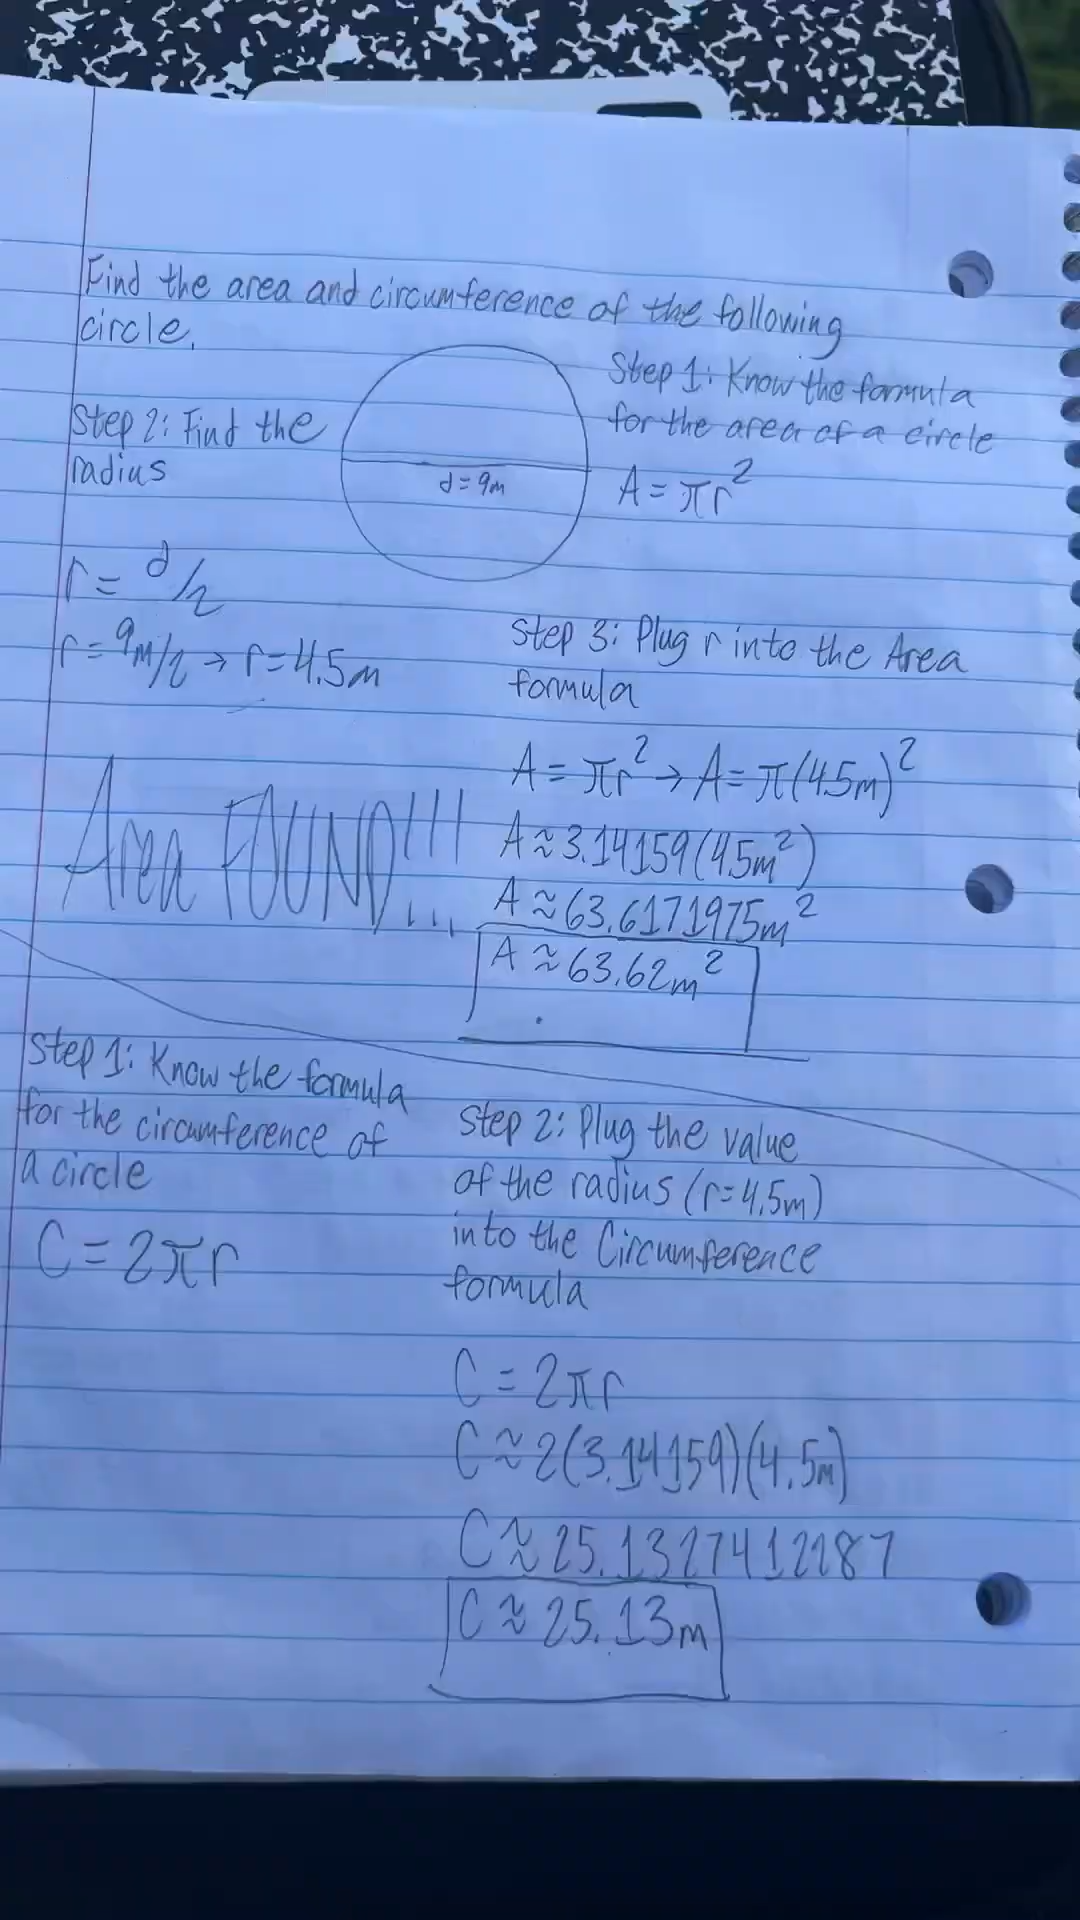 Find the area and circumference of the following
circle.
Step 1: Know the formula
for the area of a circle
A = πr²
d = 9m
Step 2: Find the
radius
r = d/2
r = 9m/2 → r = 4.5m
Step 3: Plug r into the Area
formula
A = πr² → A = π(4.5m)²
A ≈ 3.14159(4.5m²)
A ≈ 63.6171975m²
A ≈ 63.62m²
Area FOUND!!!
Step 1: Know the formula
for the circumference of
a circle
C = 2πr
Step 2: Plug the value
of the radius (r=4.5m)
into the Circumference
formula
C = 2πr
C ≈ 2(3.14159)(4.5m)
C ≈ 25.1327412287
C ≈ 25.13m